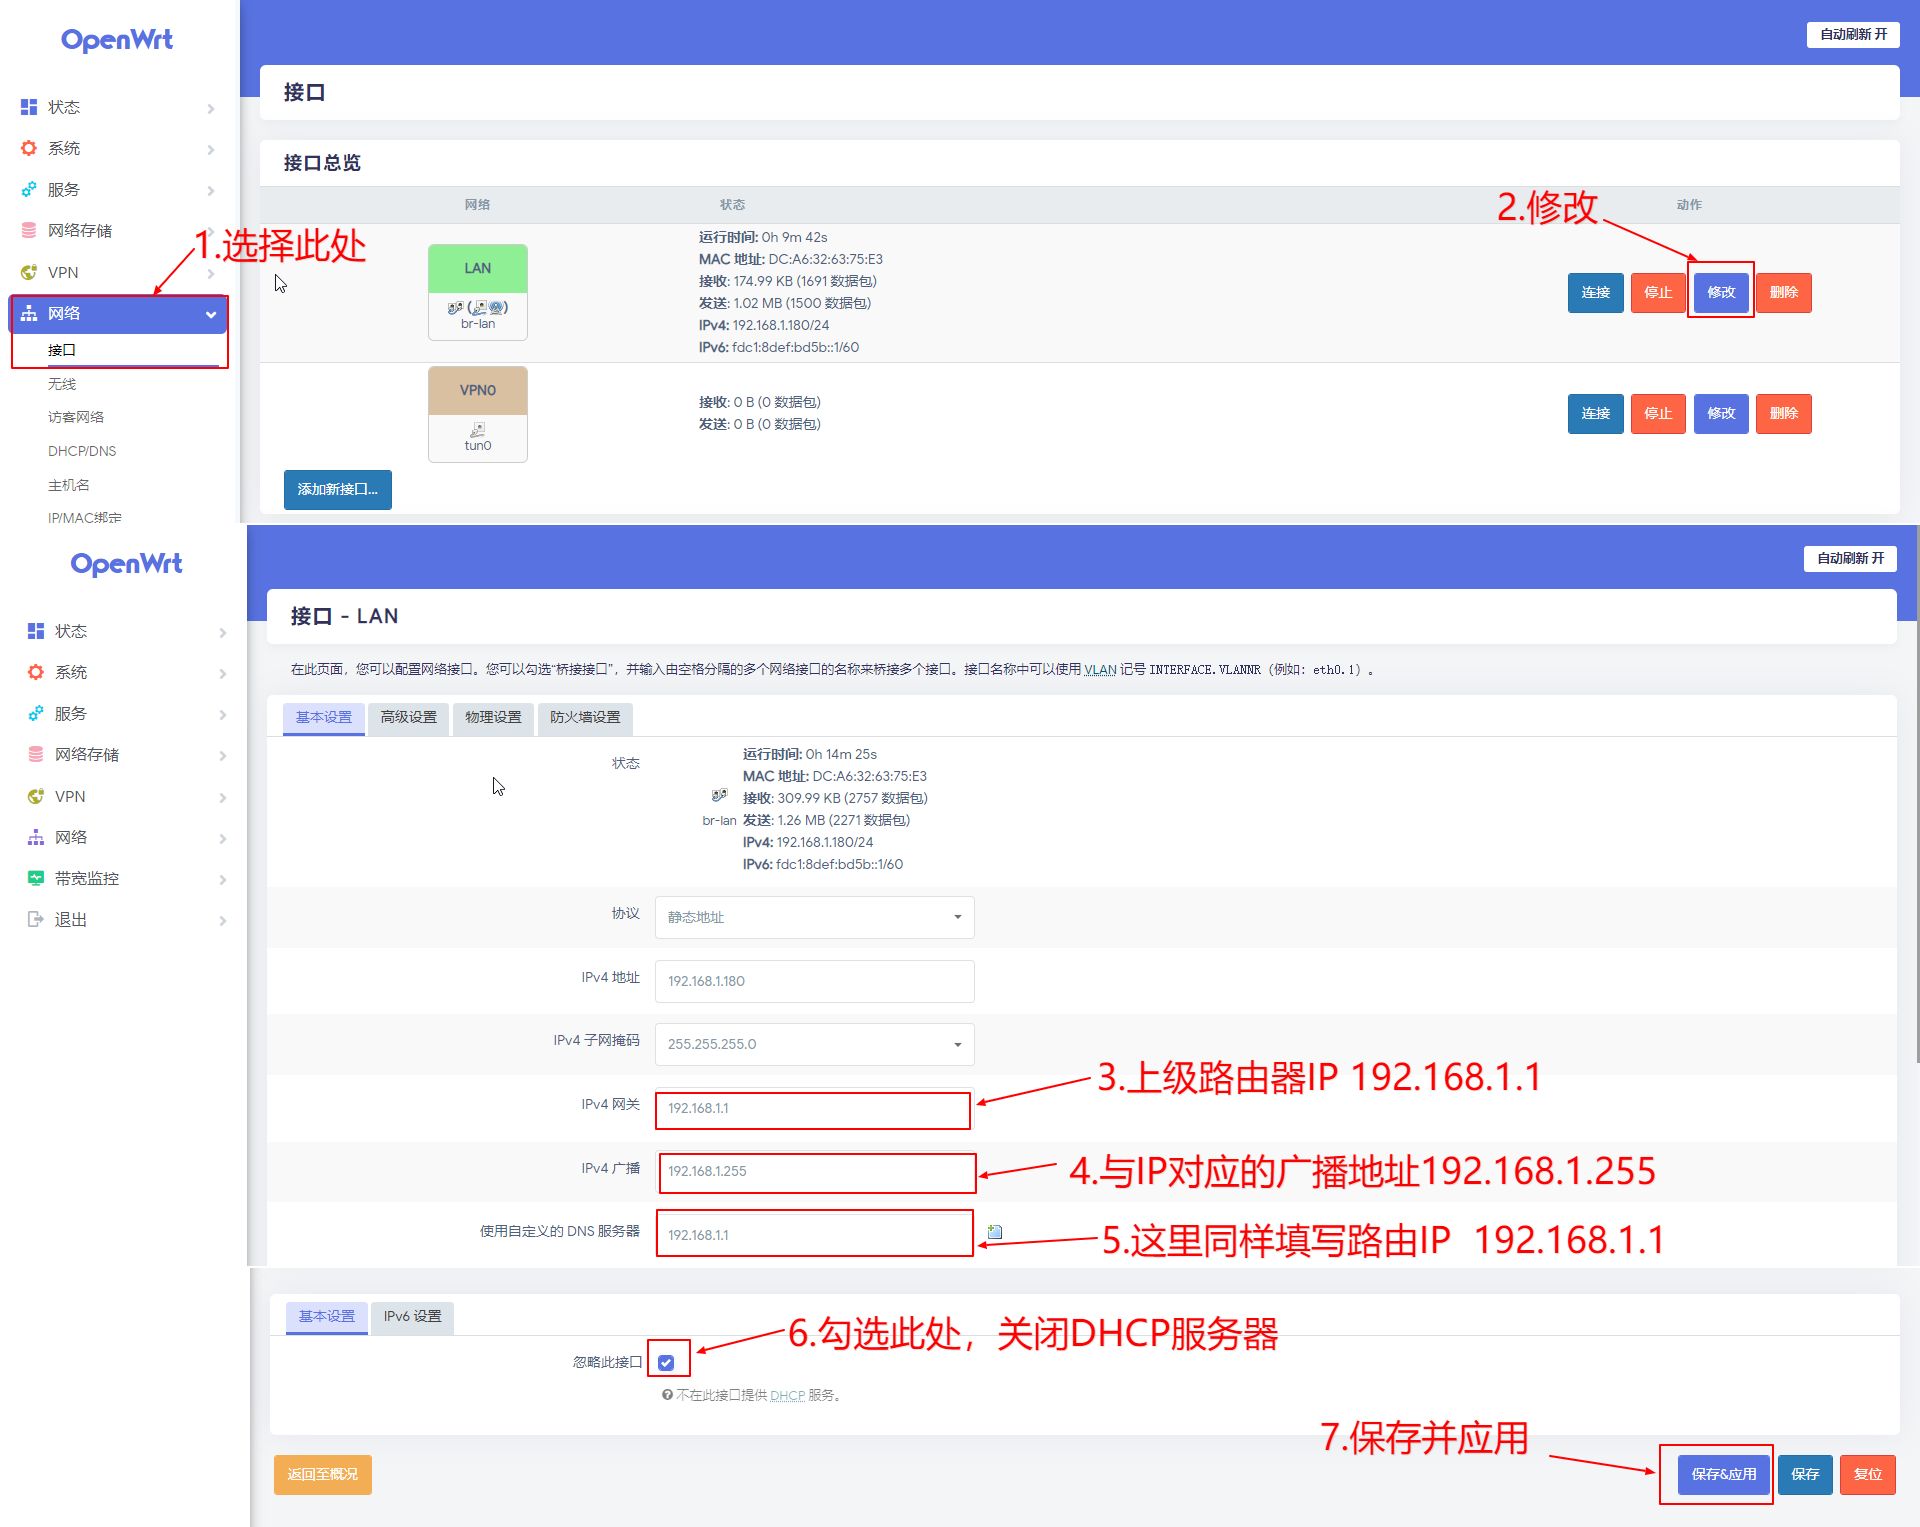 OpenWrt
自动刷新 开
接口
状态
系统
服务
网络存储
VPN
网络
接口
无线
访客网络
DHCP/DNS
主机名
IP/MAC绑定
1.选择此处
接口总览
网络
状态
动作
2.修改
LAN
br-lan
运行时间: 0h 9m 42s
MAC 地址: DC:A6:32:63:75:E3
接收: 174.99 KB (1691 数据包)
发送: 1.02 MB (1500 数据包)
IPv4: 192.168.1.180/24
IPv6: fdc1:8def:bd5b::1/60
连接
停止
修改
删除
VPN0
tun0
接收: 0 B (0 数据包)
发送: 0 B (0 数据包)
连接
停止
修改
删除
添加新接口...
OpenWrt
自动刷新 开
状态
系统
服务
网络存储
VPN
网络
带宽监控
退出
接口 - LAN
在此页面，您可以配置网络接口。您可以勾选“桥接接口”，并输入由空格分隔的多个网络接口的名称来桥接多个接口。接口名称中可以使用 VLAN 记号 INTERFACE.VLANNR（例如：eth0.1）。
基本设置
高级设置
物理设置
防火墙设置
状态
br-lan
运行时间: 0h 14m 25s
MAC 地址: DC:A6:32:63:75:E3
接收: 309.99 KB (2757 数据包)
发送: 1.26 MB (2271 数据包)
IPv4: 192.168.1.180/24
IPv6: fdc1:8def:bd5b::1/60
协议
静态地址
IPv4 地址
192.168.1.180
IPv4 子网掩码
255.255.255.0
IPv4 网关
192.168.1.1
3.上级路由器IP 192.168.1.1
IPv4 广播
192.168.1.255
4.与IP对应的广播地址192.168.1.255
使用自定义的 DNS 服务器
192.168.1.1
5.这里同样填写路由IP 192.168.1.1
基本设置
IPv6 设置
忽略此接口
6.勾选此处，关闭DHCP服务器
不在此接口提供 DHCP 服务。
7.保存并应用
返回至概况
保存&应用
保存
复位